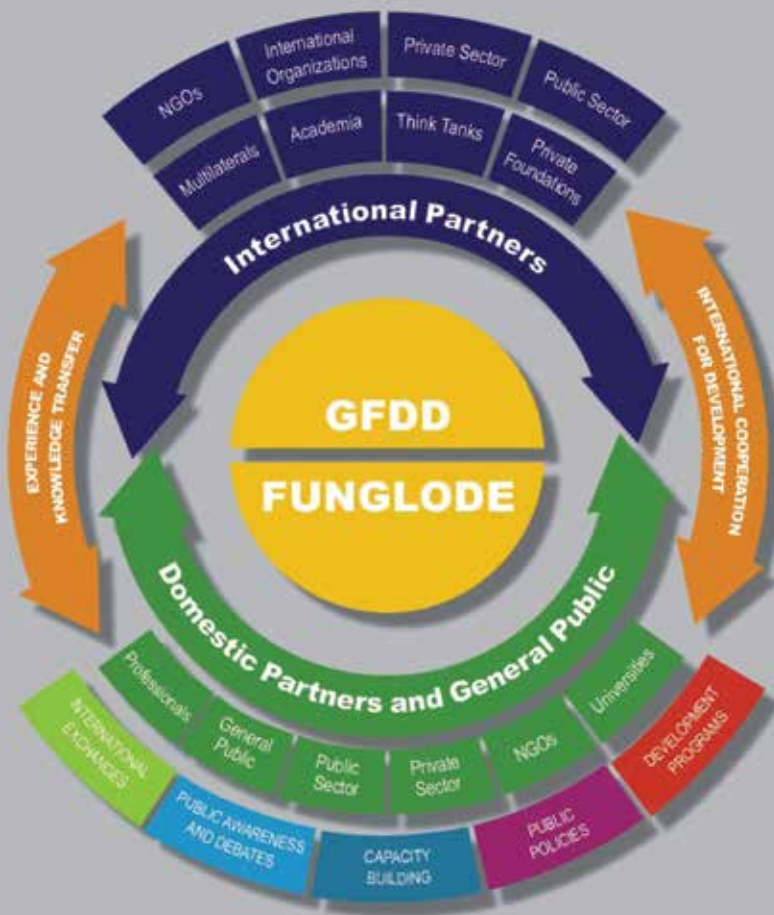 NGOs
International
Organizations
Private Sector
Public Sector
Multilaterals
Academia
Think Tanks
Private
Foundations
International Partners
EXPERIENCE AND
KNOWLEDGE TRANSFER
INTERNATIONAL COOPERATION
FOR DEVELOPMENT
GFDD
FUNGLODE
Domestic Partners and General Public
Professionals
General
Public
Public
Sector
Private
Sector
NGOs
Universities
INTERNATIONAL
EXCHANGES
PUBLIC AWARENESS
AND DEBATES
CAPACITY
BUILDING
PUBLIC
POLICIES
DEVELOPMENT
PROGRAMS